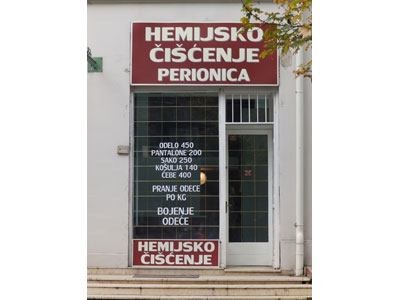 HEMIJSKO
ČIŠĆENJE
PERIONICA
ODELO 450
PANTALONE 200
SAKO 250
KOŠULJA 140
ĆEBE 400
PRANJE ODEĆE
PO KG
BOJENJE
ODEĆE
HEMIJSKO
ČIŠĆENJE